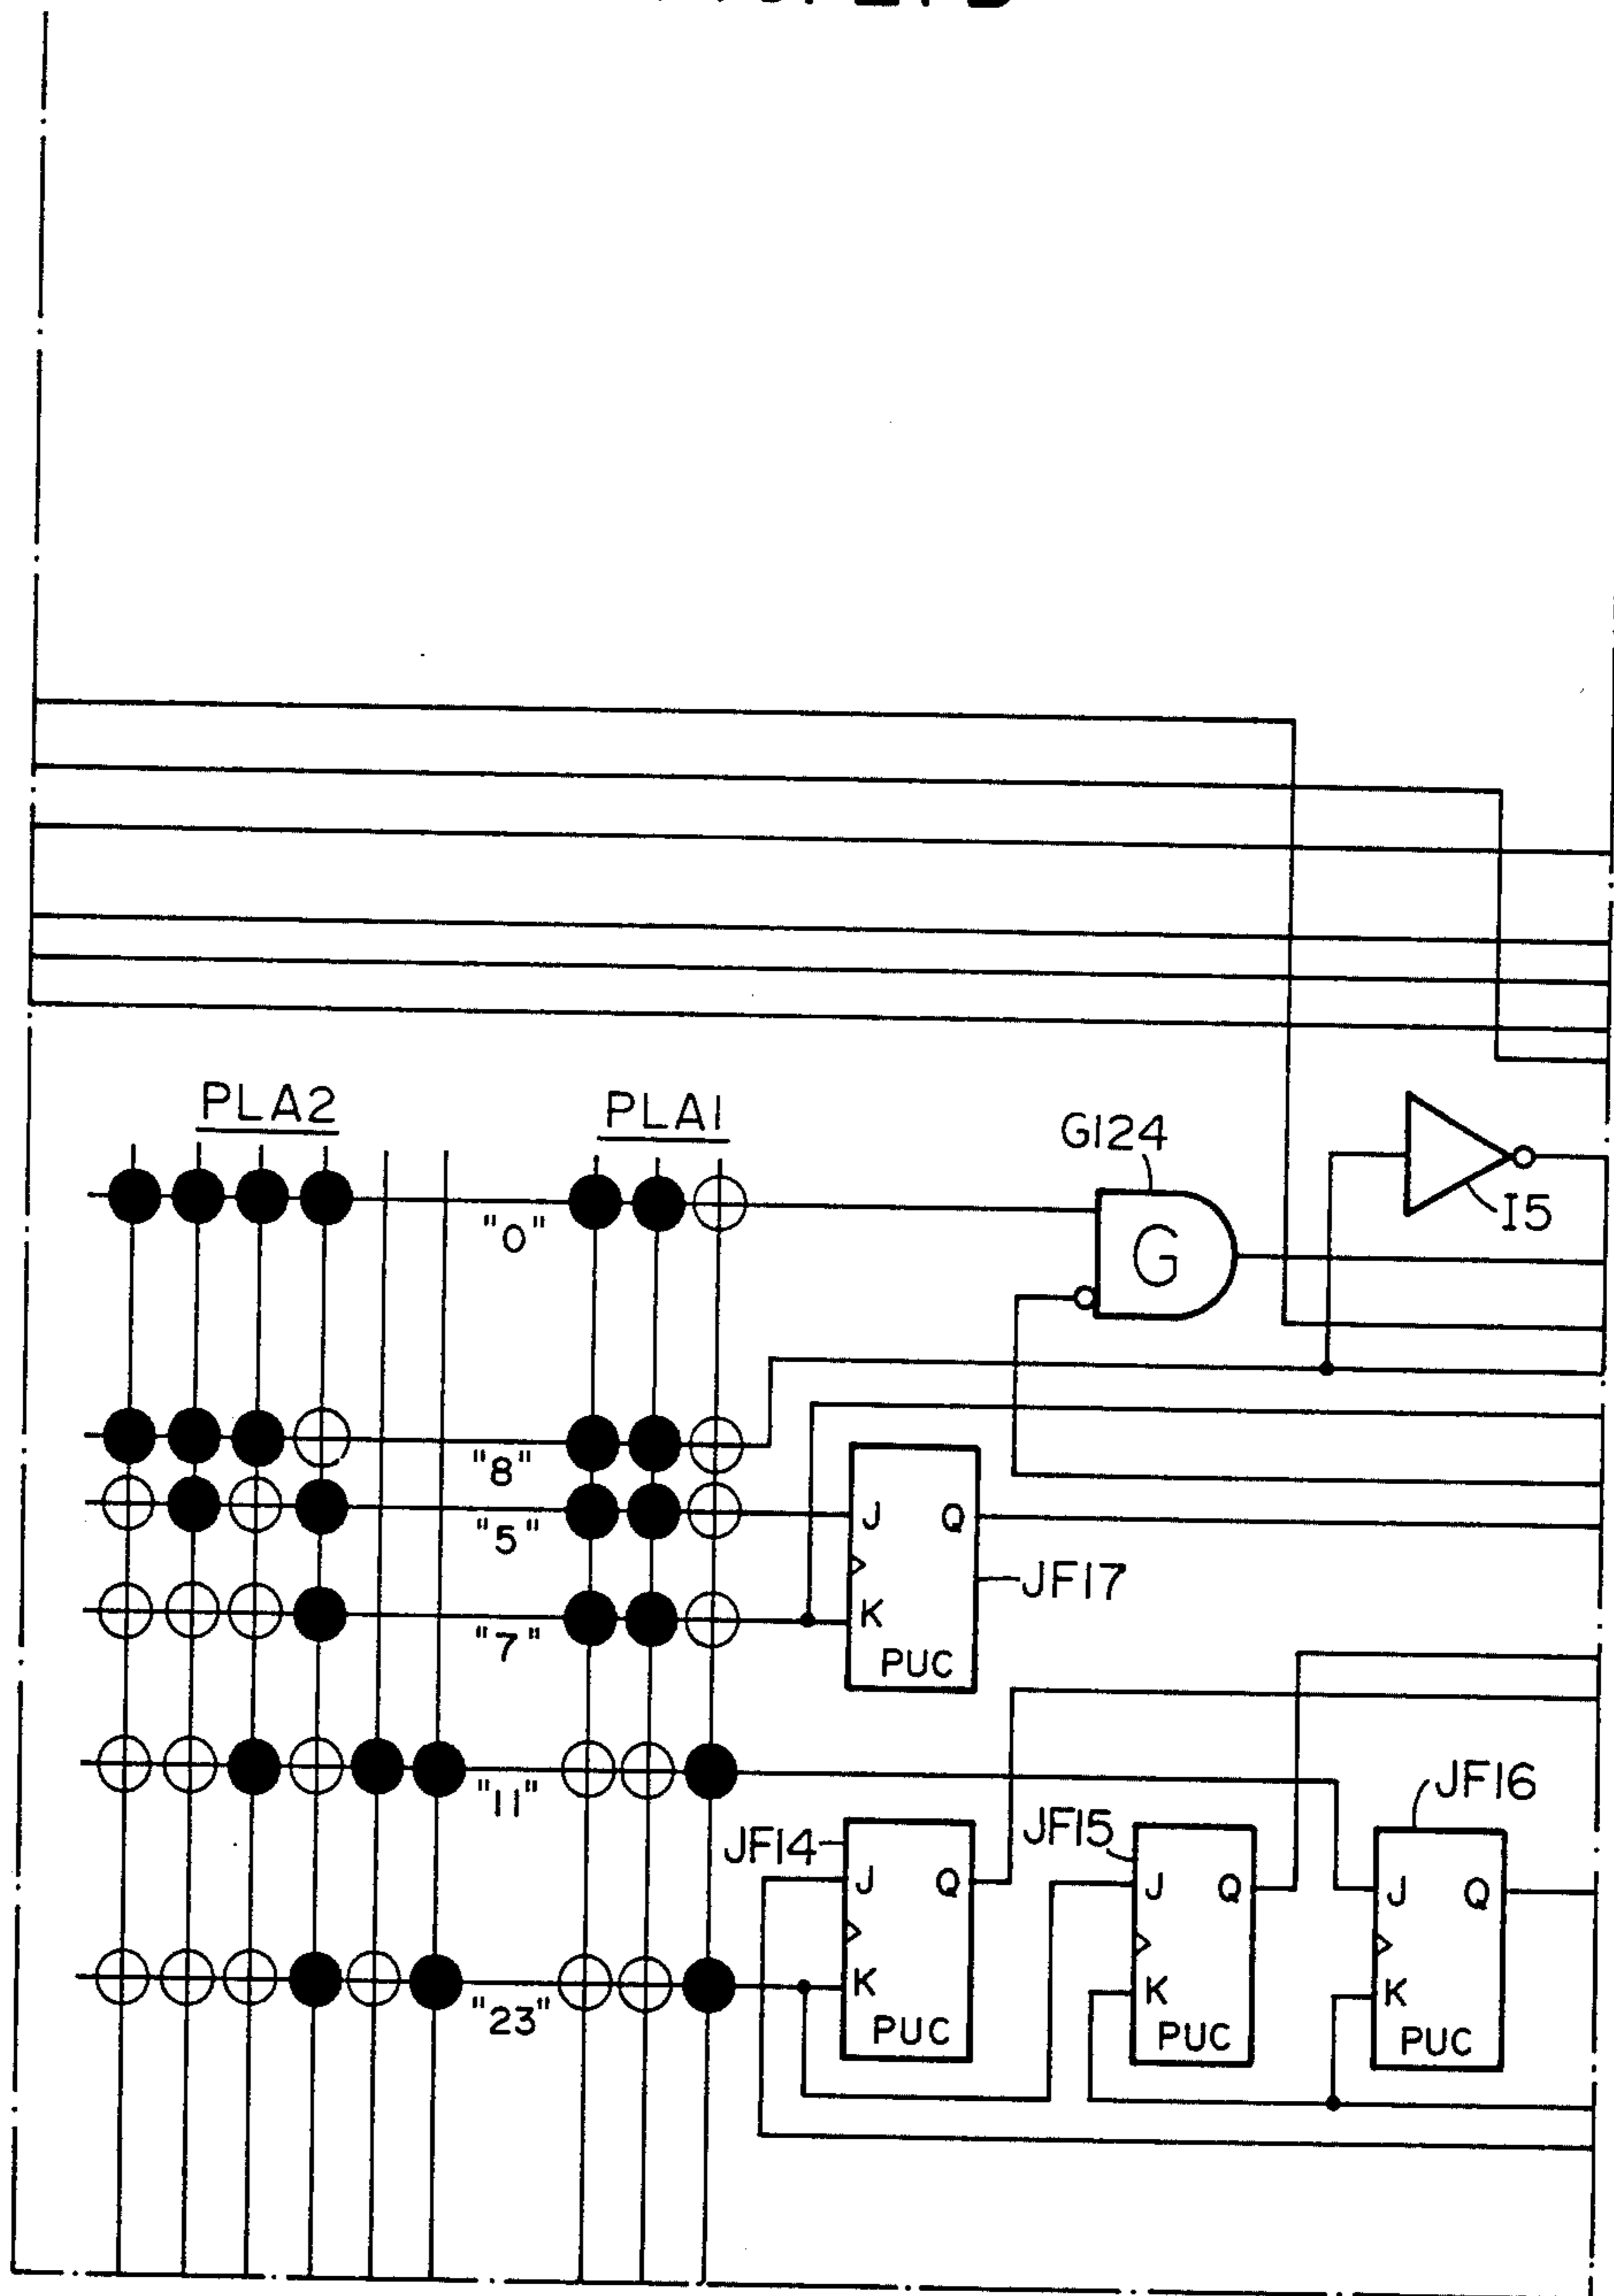 PLA2
PLA1
G124
G
I5
"0"
"8"
"5"
"7"
J Q
K
PUC
JF17
"11"
"23"
JF14
J Q
K
PUC
JF15
J Q
K
PUC
JF16
J Q
K
PUC